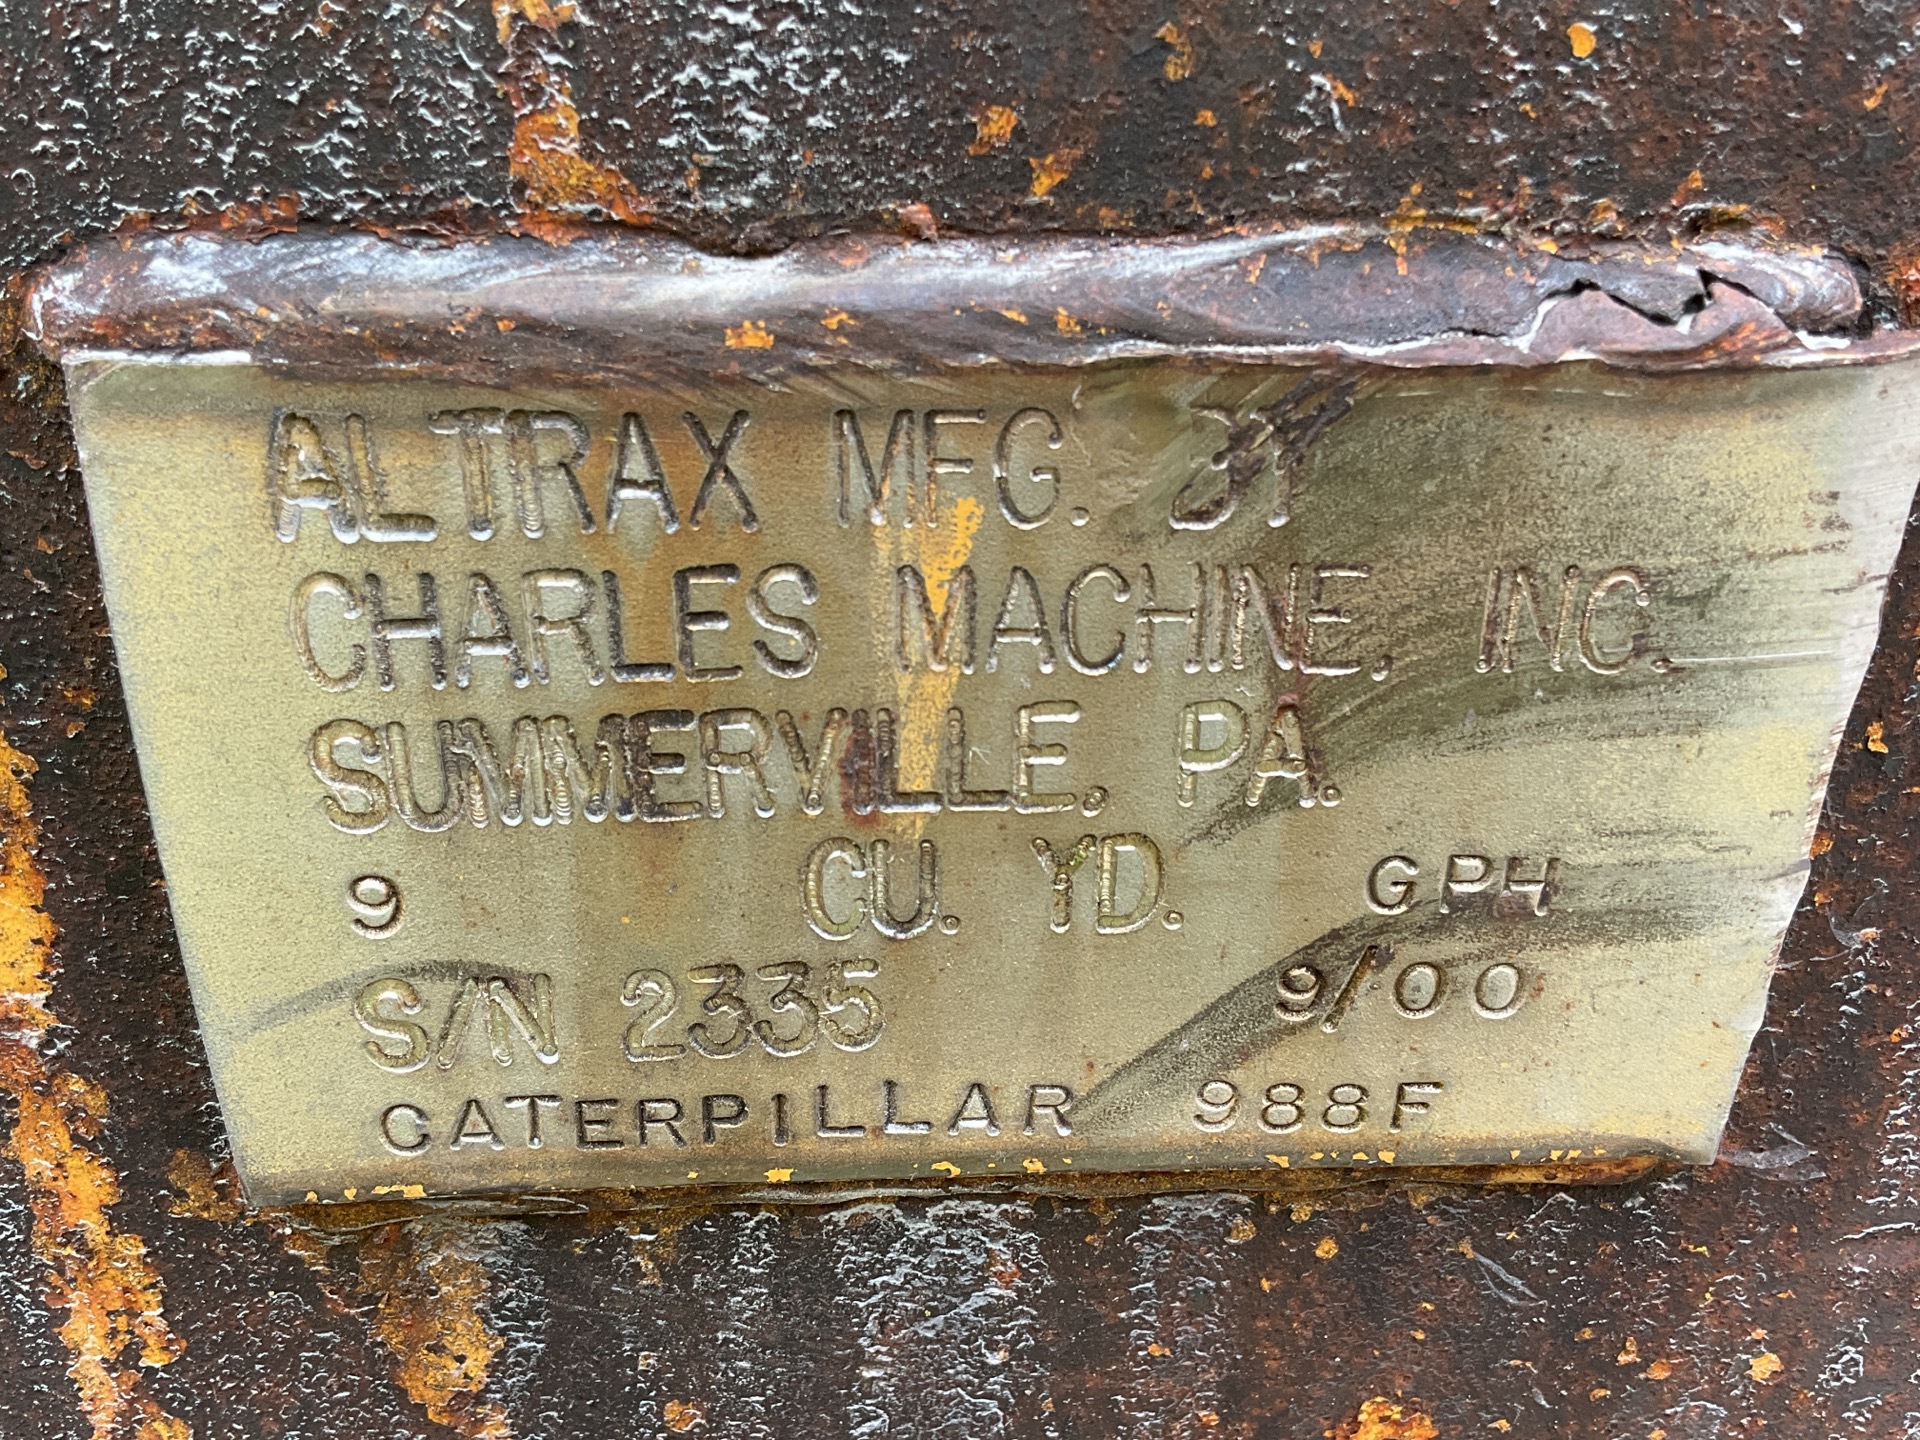 ALTRAX MFG. BY
CHARLES MACHINE, INC.
SUMMERVILLE, PA.
9 CU. YD. GPH
S/N 2335 9/00
CATERPILLAR 988F